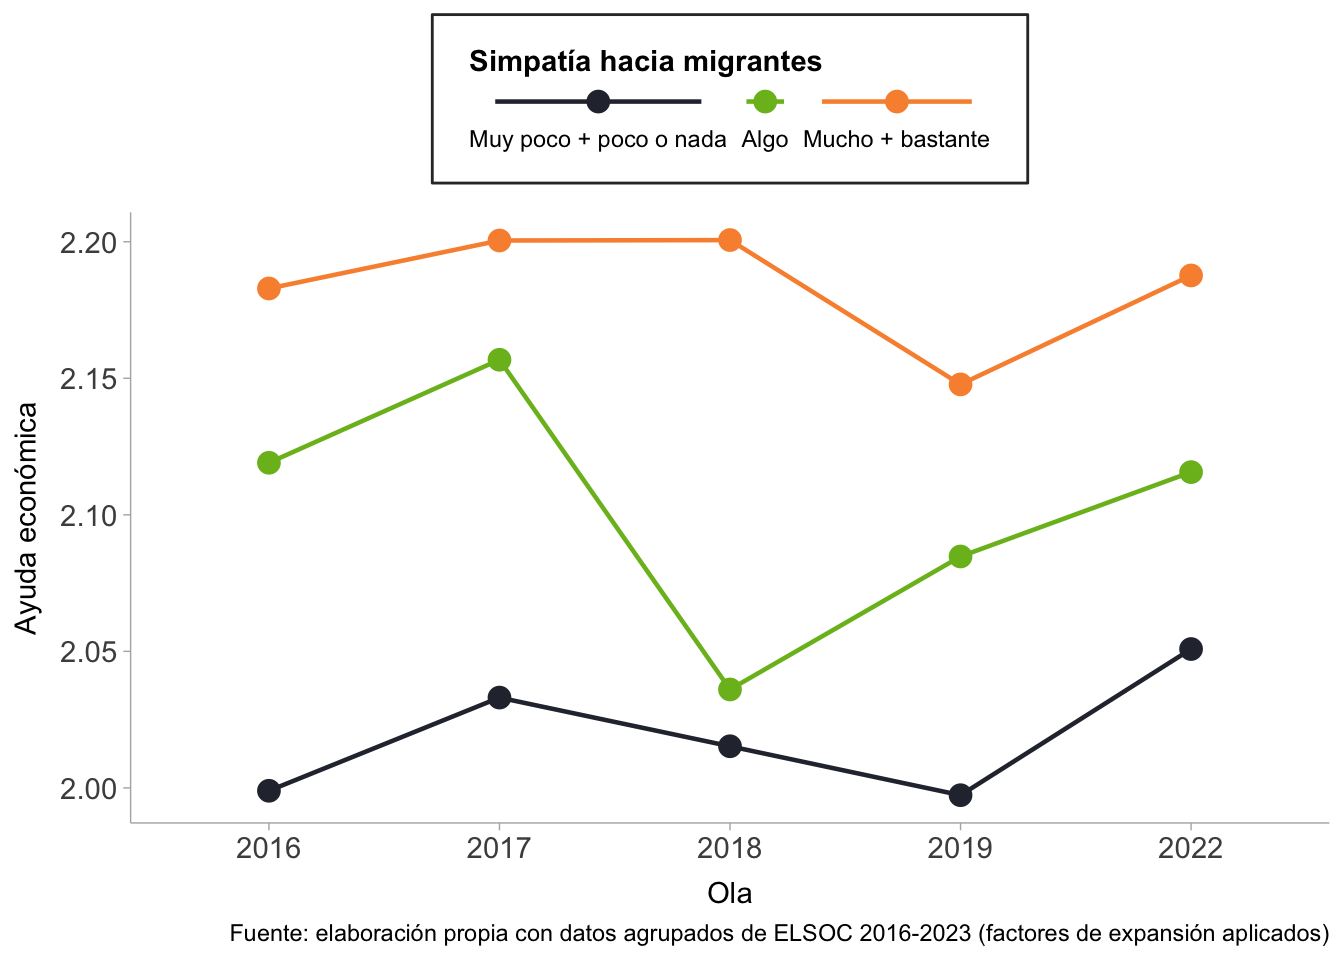 Simpatía hacia migrantes
Muy poco + poco o nada Algo Mucho + bastante
2.20
2.15
2.10
2.05
2.00
Ayuda económica
2016 2017 2018 2019 2022
Ola
Fuente: elaboración propia con datos agrupados de ELSOC 2016-2023 (factores de expansión aplicados)